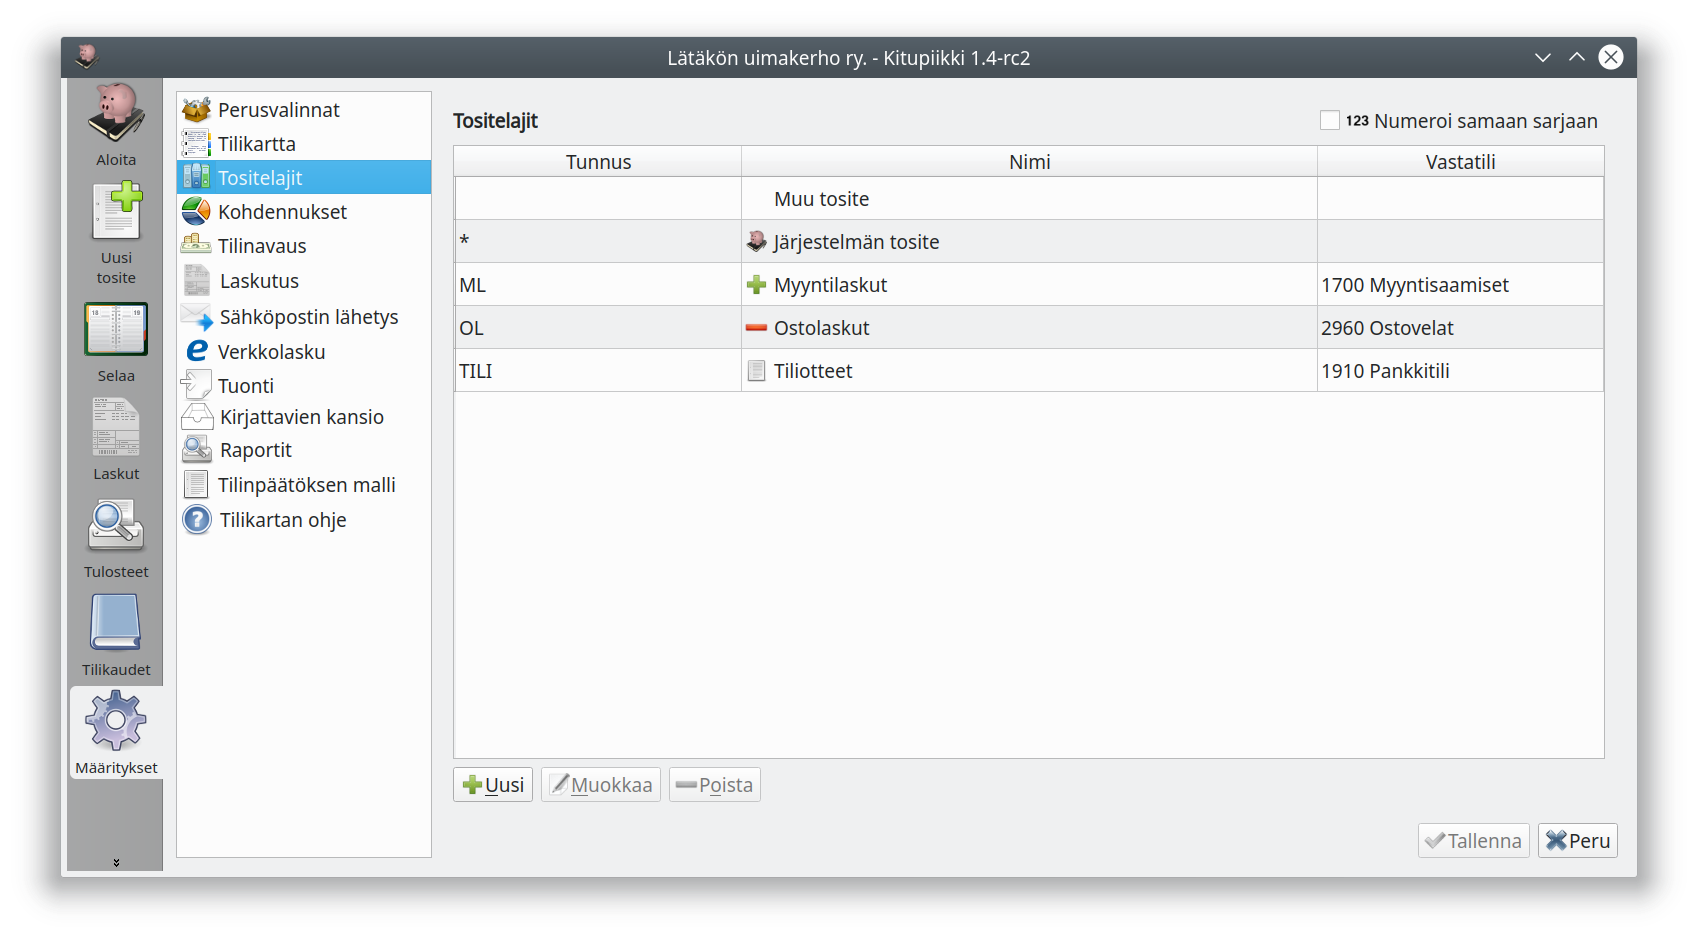 Lätäkön uimakerho ry. - Kitupiikki 1.4-rc2
Aloita
Uusi
tosite
Selaa
Laskut
Tulosteet
Tilikaudet
Määritykset
Perusvalinnat
Tilikartta
Tositelajit
Kohdennukset
Tilinavaus
Laskutus
Sähköpostin lähetys
Verkkolasku
Tuonti
Kirjattavien kansio
Raportit
Tilinpäätöksen malli
Tilikartan ohje
Tositelajit
123 Numeroi samaan sarjaan
Tunnus Nimi Vastatili
Muu tosite
* Järjestelmän tosite
ML Myyntilaskut 1700 Myyntisaamiset
OL Ostolaskut 2960 Ostovelat
TILI Tiliotteet 1910 Pankkitili
Uusi Muokkaa Poista
Tallenna Peru